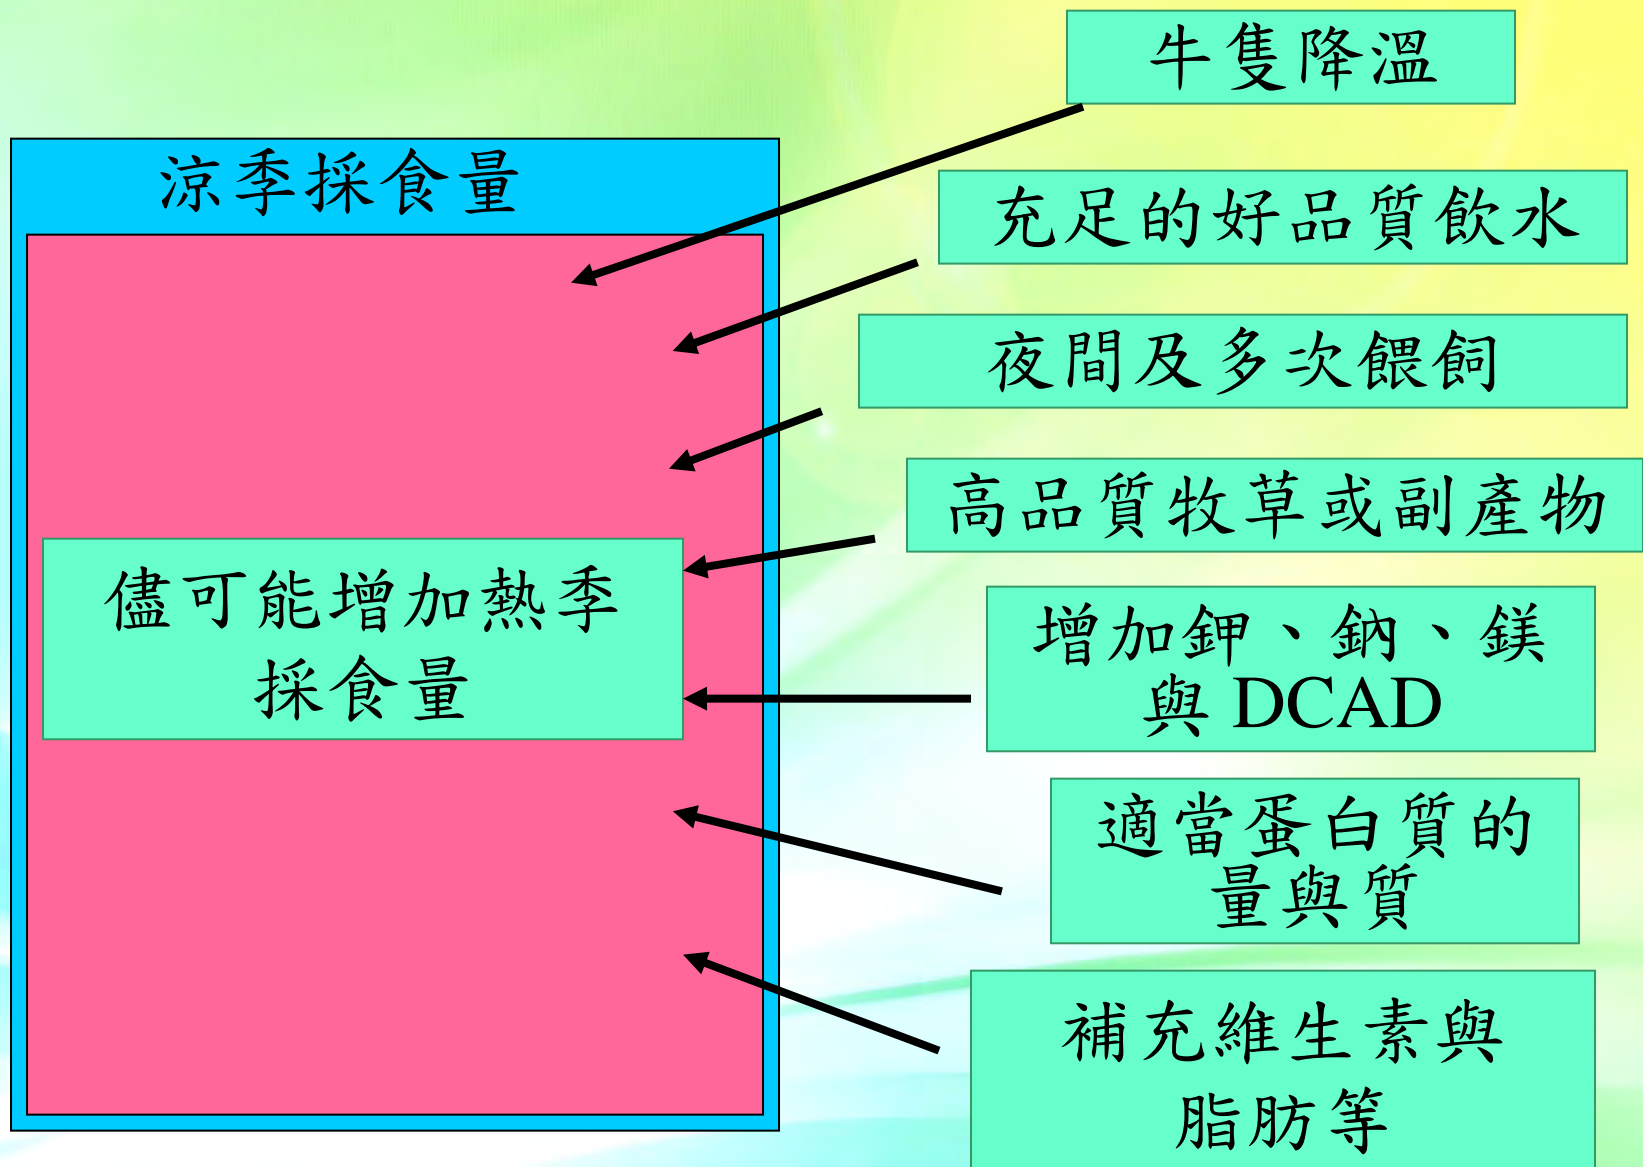 牛隻降溫
涼季採食量
充足的好品質飲水
夜間及多次餵飼
高品質牧草或副產物
儘可能增加熱季
採食量
增加鉀、鈉、鎂
與 DCAD
適當蛋白質的
量與質
補充維生素與
脂肪等